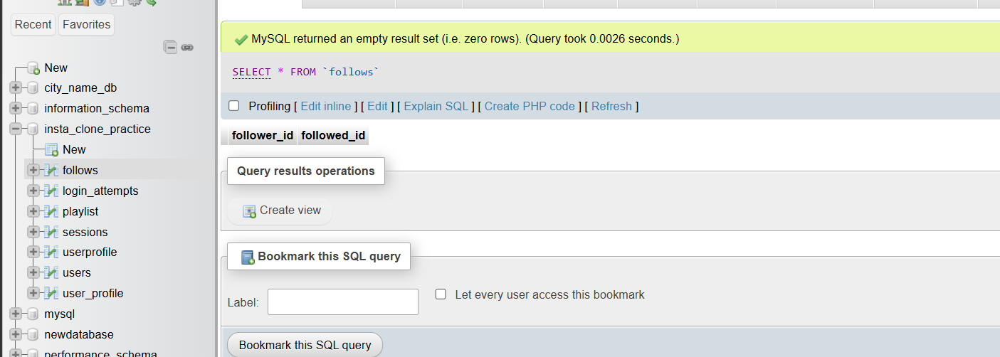 Recent Favorites
New
city_name_db
information_schema
insta_clone_practice
New
follows
login_attempts
playlist
sessions
userprofile
users
user_profile
mysql
newdatabase
performance_schema
MySQL returned an empty result set (i.e. zero rows). (Query took 0.0026 seconds.)
SELECT * FROM `follows`
Profiling [ Edit inline ] [ Edit ] [ Explain SQL ] [ Create PHP code ] [ Refresh ]
follower_id followed_id
Query results operations
Create view
Bookmark this SQL query
Label: Let every user access this bookmark
Bookmark this SQL query